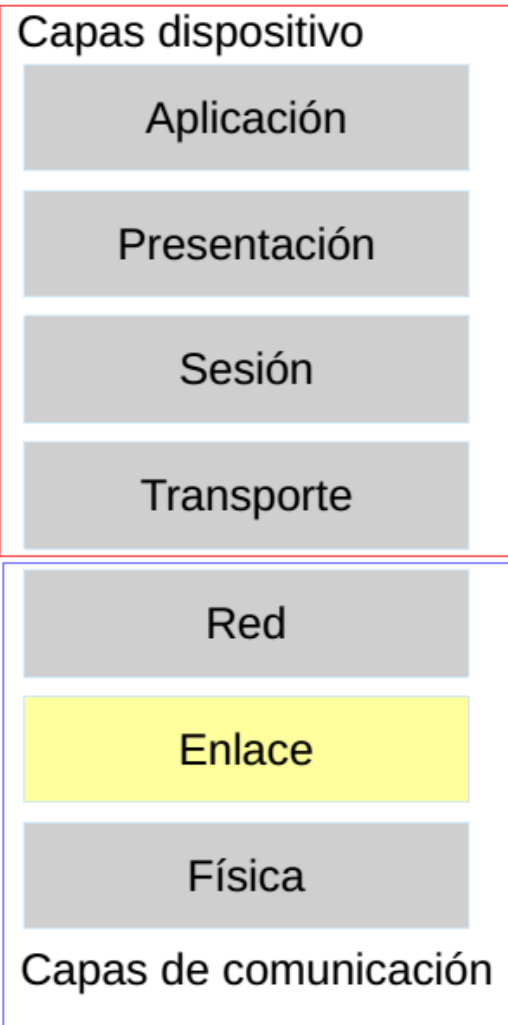 Capas dispositivo
Aplicación
Presentación
Sesión
Transporte
Red
Enlace
Física
Capas de comunicación